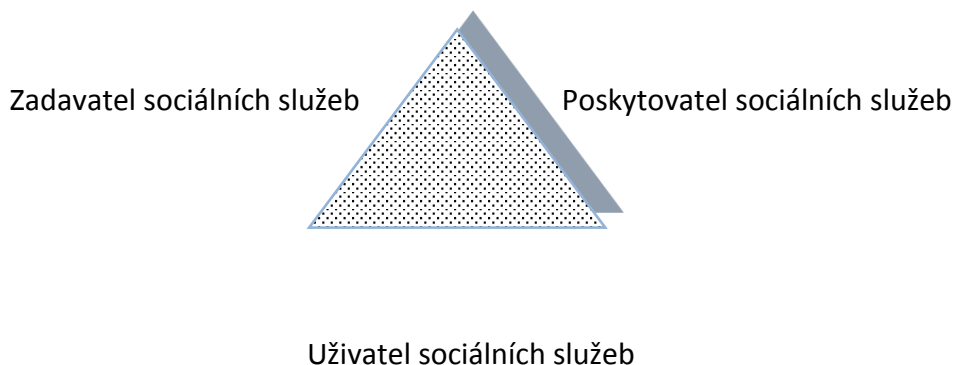 Zadavatel sociálních služeb
Poskytovatel sociálních služeb
Uživatel sociálních služeb